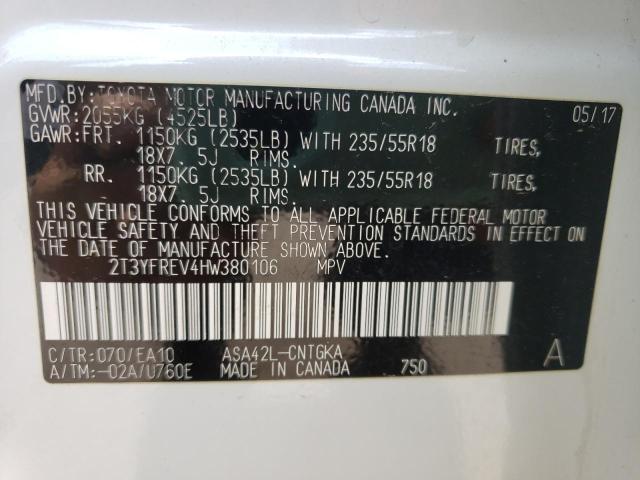 MFD.BY:TOYOTA MOTOR MANUFACTURING CANADA INC. 05/17
GVWR:2055KG (4525LB)
GAWR:FRT. 1150KG (2535LB) WITH 235/55R18 TIRES,
18X7. 5J RIMS.
RR. 1150KG (2535LB) WITH 235/55R18 TIRES,
18X7. 5J RIMS.
THIS VEHICLE CONFORMS TO ALL APPLICABLE FEDERAL MOTOR
VEHICLE SAFETY AND THEFT PREVENTION STANDARDS IN EFFECT ON
THE DATE OF MANUFACTURE SHOWN ABOVE.
2T3YFREV4HW380106 MPV
C/TR:070/EA10 ASA42L-CNTGKA A
A/TM:-02A/U760E MADE IN CANADA 750